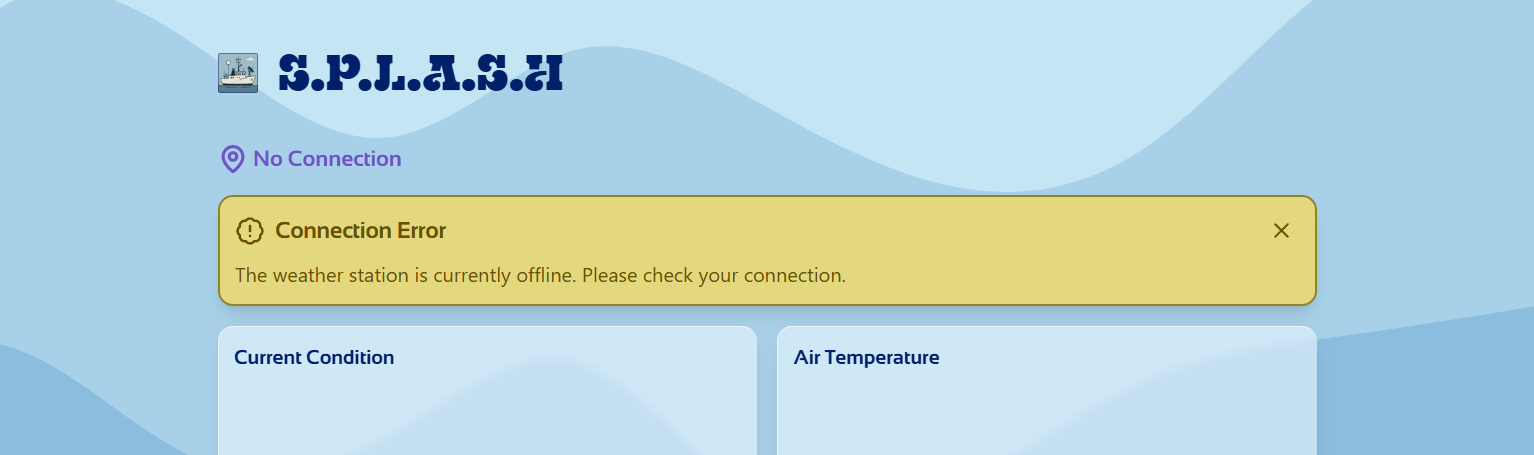 S.P.L.A.S.H
No Connection
Connection Error
The weather station is currently offline. Please check your connection.
Current Condition
Air Temperature